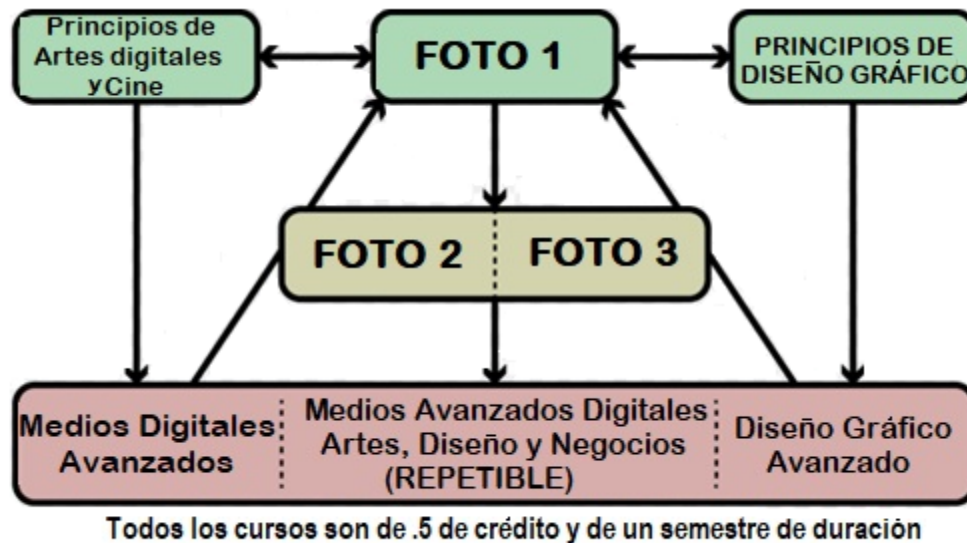 Principios de
Artes digitales
y Cine
FOTO 1
PRINCIPIOS DE
DISEÑO GRÁFICO
FOTO 2
FOTO 3
Medios Digitales
Avanzados
Medios Avanzados Digitales
Artes, Diseño y Negocios
(REPETIBLE)
Diseño Gráfico
Avanzado
Todos los cursos son de .5 de crédito y de un semestre de duración